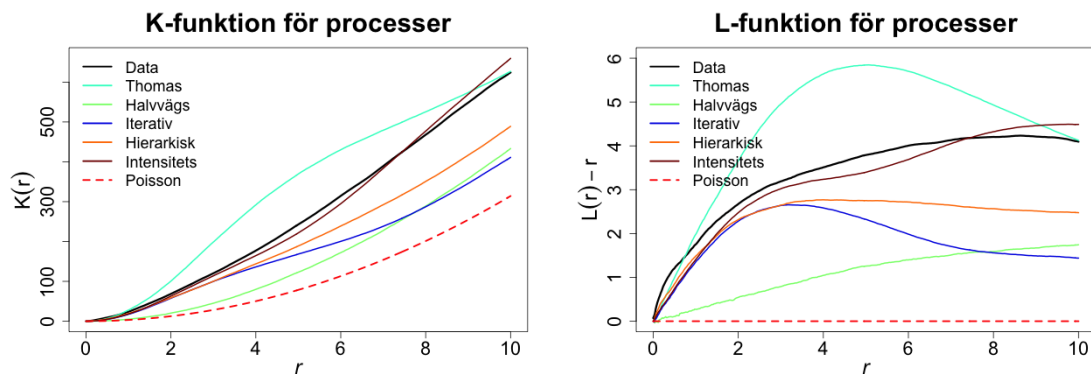 K-funktion för processer
K(r)
0 100 300 500
Data
Thomas
Halvvägs
Iterativ
Hierarkisk
Intensitets
Poisson
0 2 4 6 8 10
r
L-funktion för processer
L(r) − r
0 1 2 3 4 5 6
Data
Thomas
Halvvägs
Iterativ
Hierarkisk
Intensitets
Poisson
0 2 4 6 8 10
r